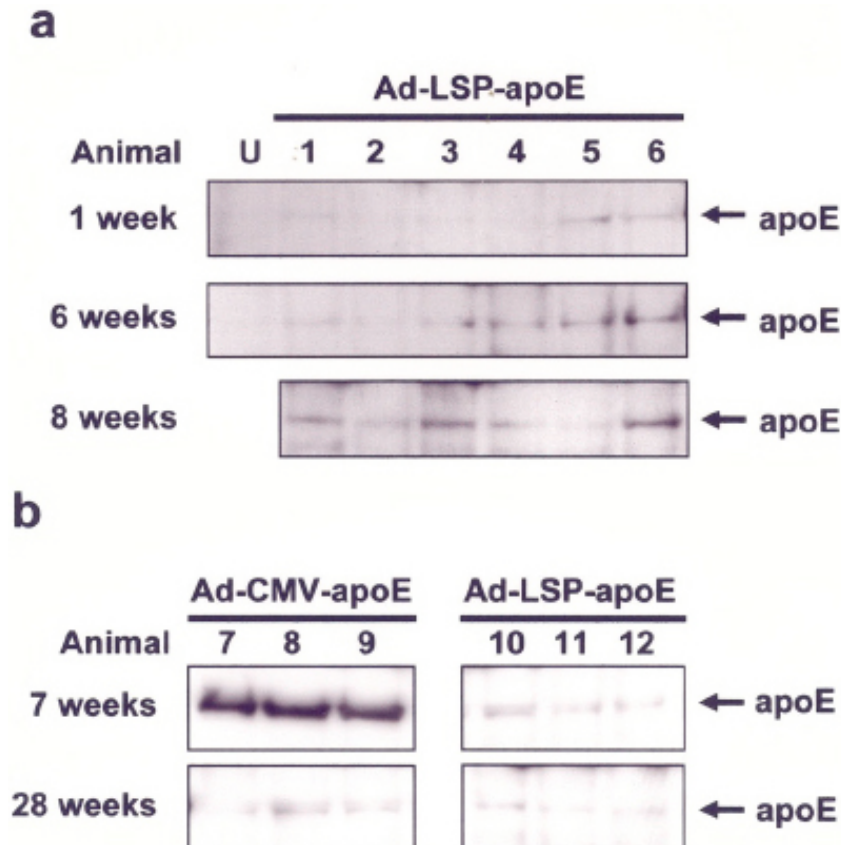 a
Ad-LSP-apoE
Animal U 1 2 3 4 5 6
1 week apoE
6 weeks apoE
8 weeks apoE
b
Ad-CMV-apoE Ad-LSP-apoE
Animal 7 8 9 10 11 12
7 weeks apoE
28 weeks apoE